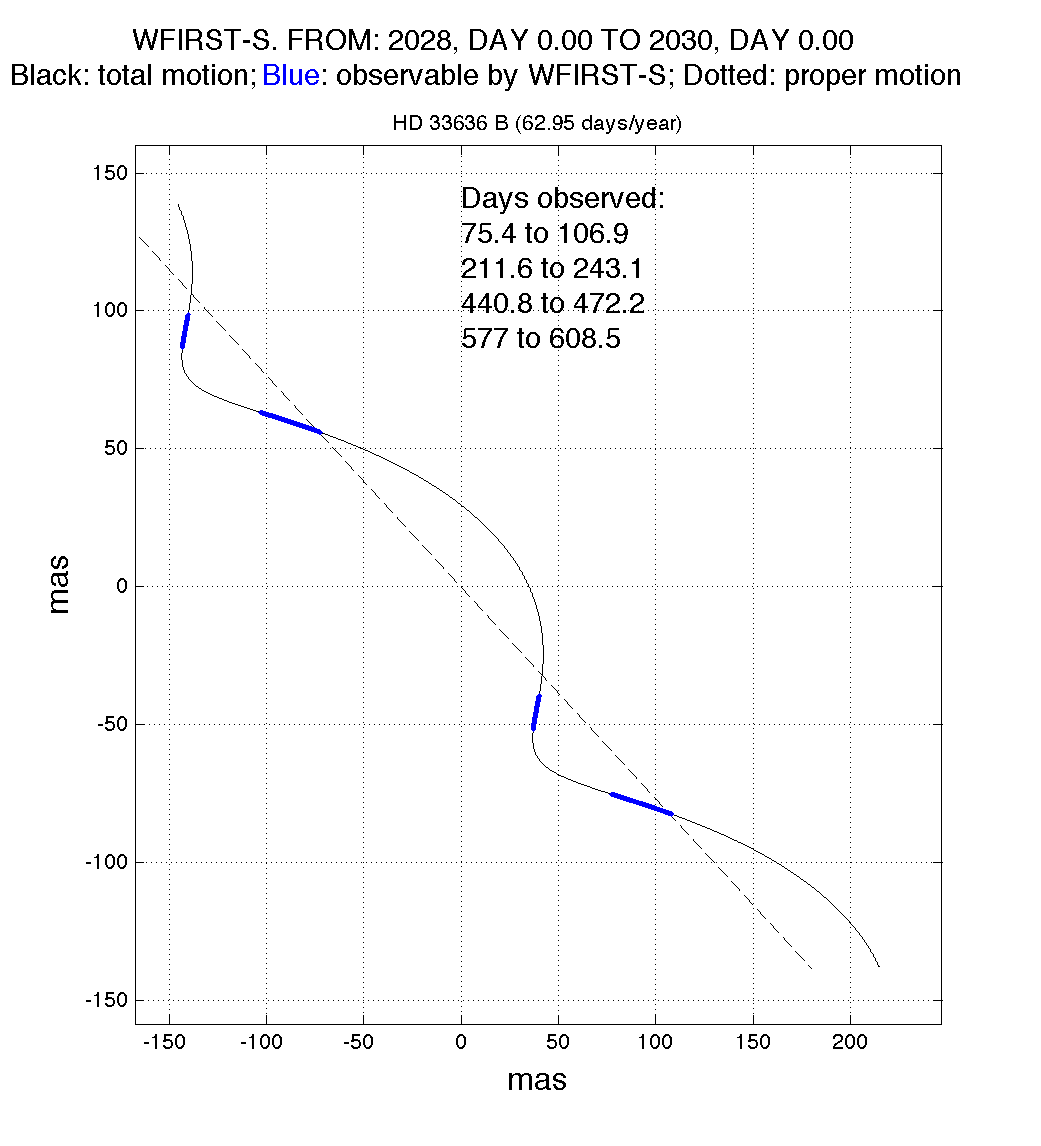 WFIRST-S. FROM: 2028, DAY 0.00 TO 2030, DAY 0.00
Black: total motion; Blue: observable by WFIRST-S; Dotted: proper motion
HD 33636 B (62.95 days/year)
Days observed:
75.4 to 106.9
211.6 to 243.1
440.8 to 472.2
577 to 608.5
150
100
50
0
-50
-100
-150
mas
-150 -100 -50 0 50 100 150 200
mas